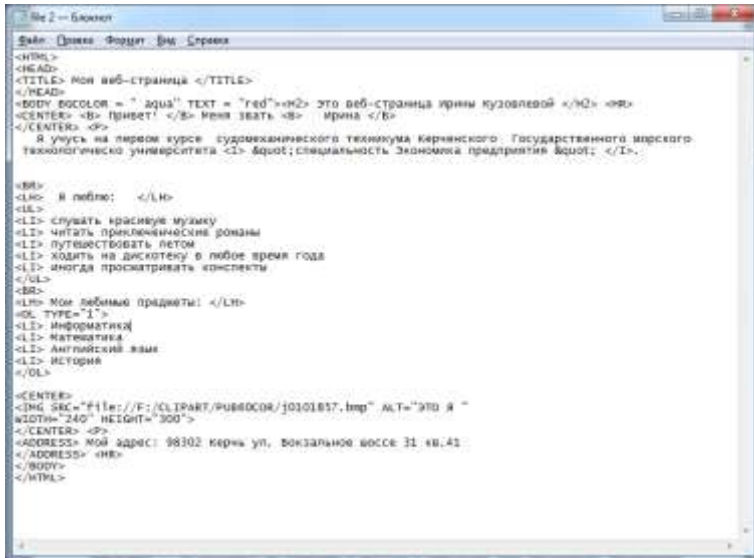 file 2 — Блокнот
Файл Правка Формат Вид Справка
<HTML>
<HEAD>
<TITLE> Моя веб-страница </TITLE>
</HEAD>
<BODY BGCOLOR = " aqua" TEXT = "red"><H2> Это веб-страница Ирины Кузовлевой </H2> <HR>
<CENTER> <B> Привет! </B> Меня звать <B> Ирина </B>
</CENTER> <P>
Я учусь на первом курсе судомеханического техникума Керченского Государственного морского
технологическо университета <I> &quot;специальность Экономика предприятия &quot; </I>.
<BR>
<LH> Я люблю: </LH>
<UL>
<LI> слушать красивую музыку
<LI> читать приключенические романы
<LI> путешествовать летом
<LI> ходить на дискотеку в любое время года
<LI> иногда просматривать конспекты
</UL>
<BR>
<LH> Мои любимые предметы: </LH>
<OL TYPE="1">
<LI> Информатика
<LI> Математика
<LI> Английский язык
<LI> История
</OL>
<CENTER>
<IMG SRC="file://F:/CLIPART/PUB60COR/j0101857.bmp" ALT="ЭТО Я "
WIDTH="240" HEIGHT="300">
</CENTER> <P>
<ADDRESS> Мой адрес: 98302 Керчь ул. Вокзальное шоссе 31 кв.41
</ADDRESS> <HR>
</BODY>
</HTML>